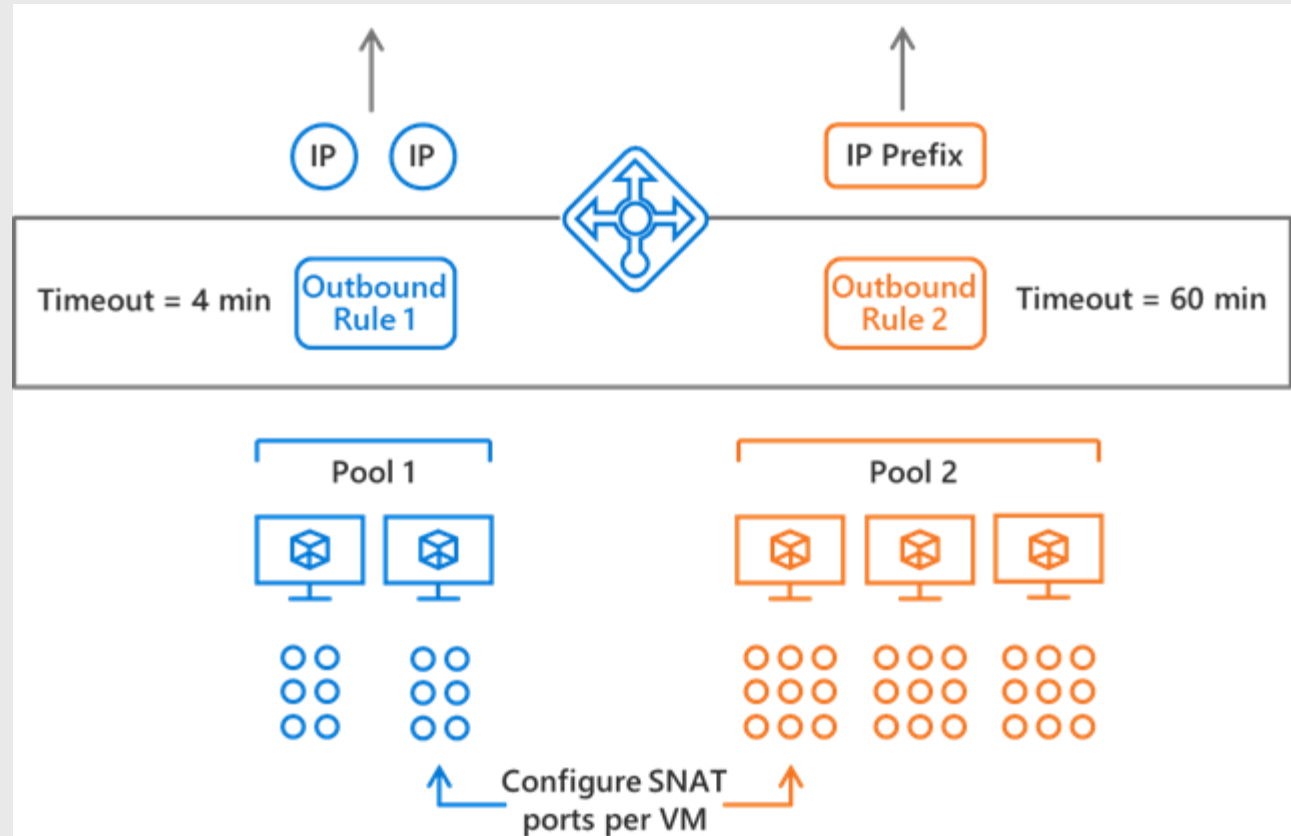 IP
IP
IP Prefix
Timeout = 4 min
Outbound
Rule 1
Outbound
Rule 2
Timeout = 60 min
Pool 1
Pool 2
Configure SNAT
ports per VM